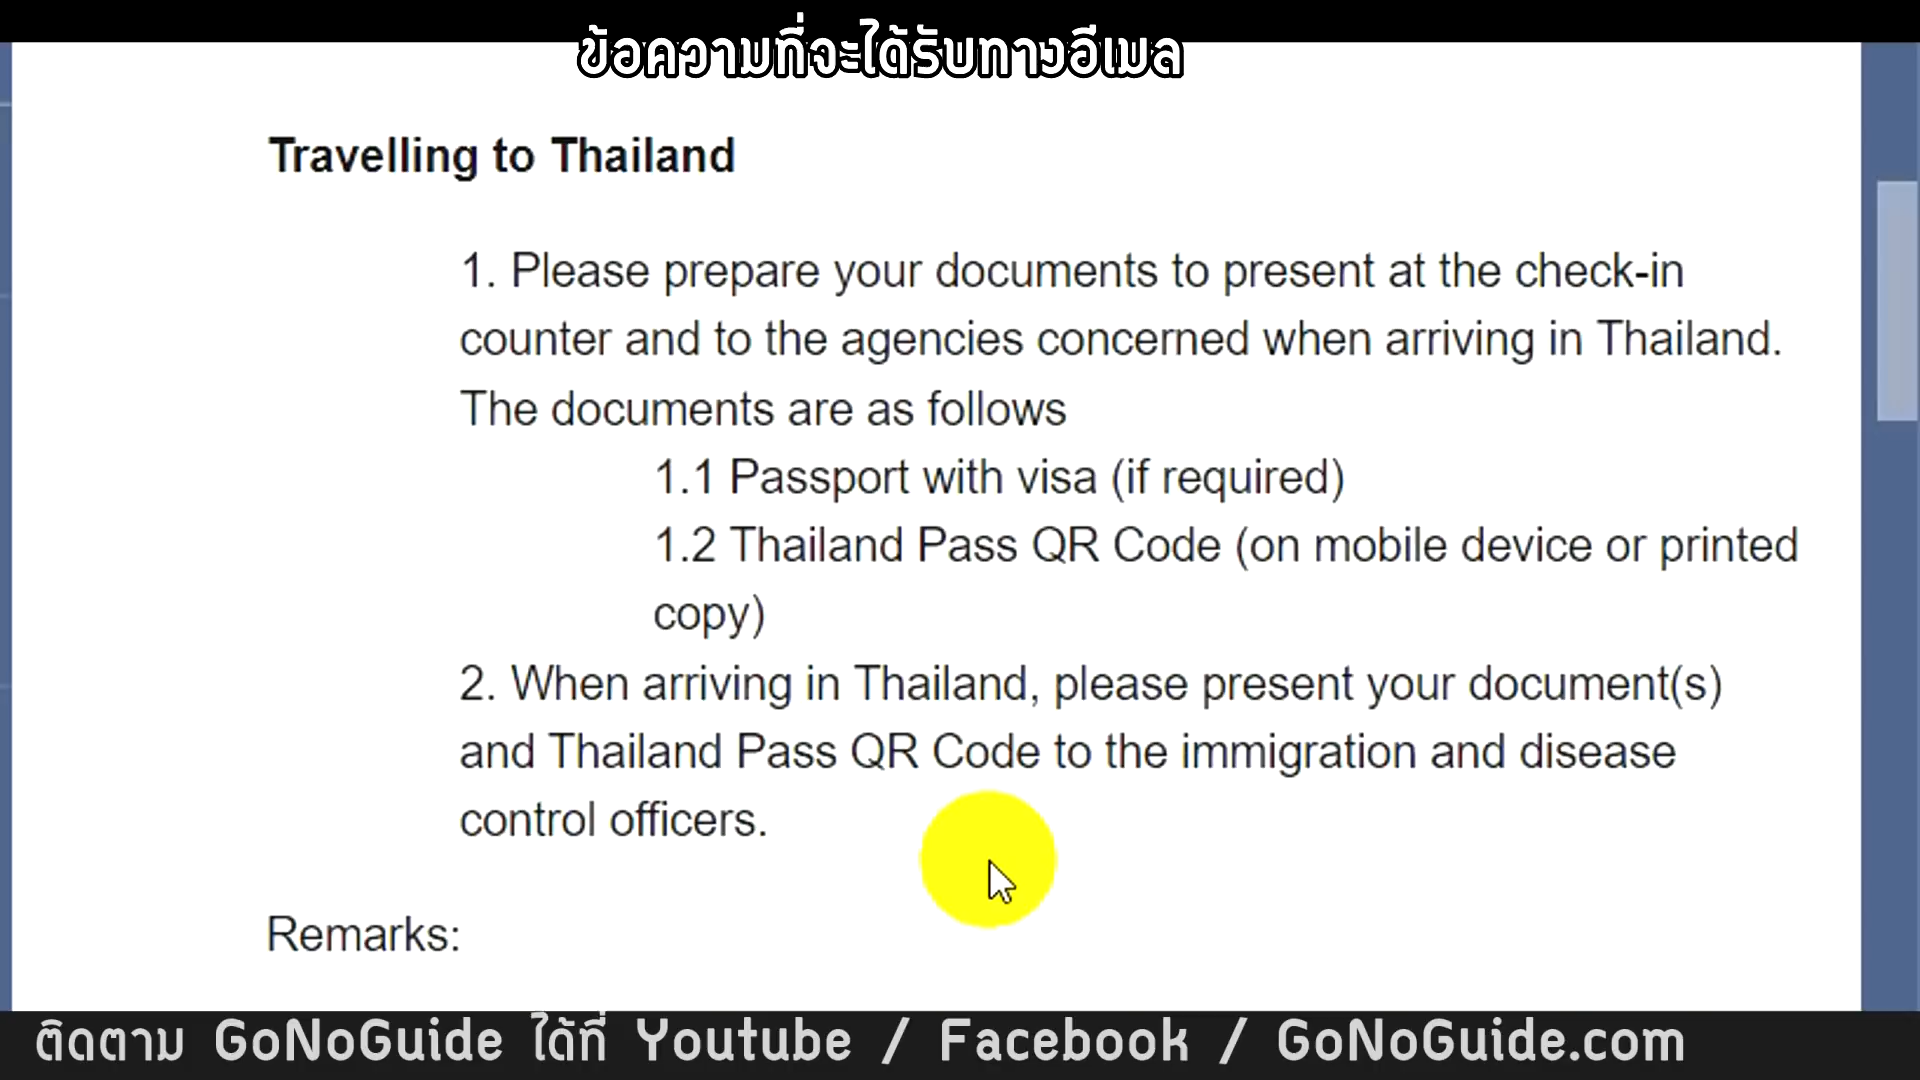 ข้อความที่จะได้รับทางอีเมล
Travelling to Thailand
1. Please prepare your documents to present at the check-in
counter and to the agencies concerned when arriving in Thailand.
The documents are as follows
1.1 Passport with visa (if required)
1.2 Thailand Pass QR Code (on mobile device or printed
copy)
2. When arriving in Thailand, please present your document(s)
and Thailand Pass QR Code to the immigration and disease
control officers.
Remarks:
ติดตาม GoNoGuide ได้ที่ Youtube / Facebook / GoNoGuide.com